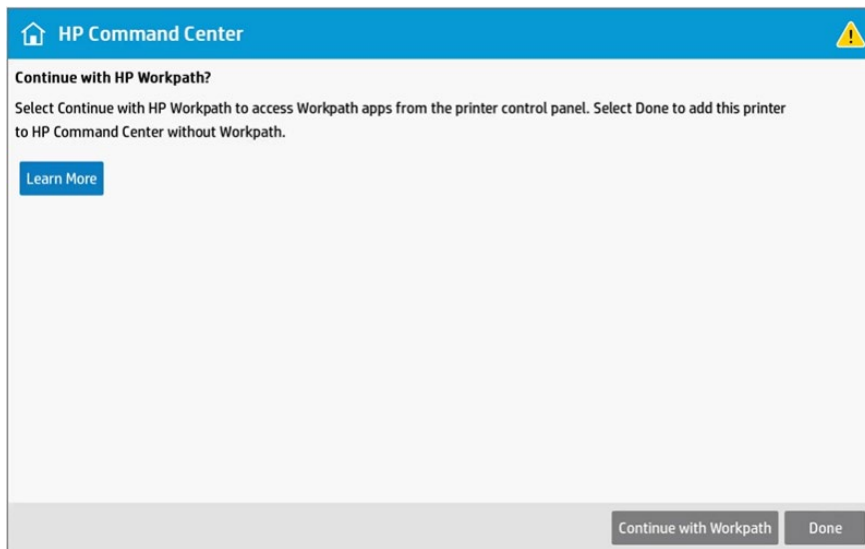 HP Command Center
Continue with HP Workpath?
Select Continue with HP Workpath to access Workpath apps from the printer control panel. Select Done to add this printer
to HP Command Center without Workpath.
Learn More
Continue with Workpath Done